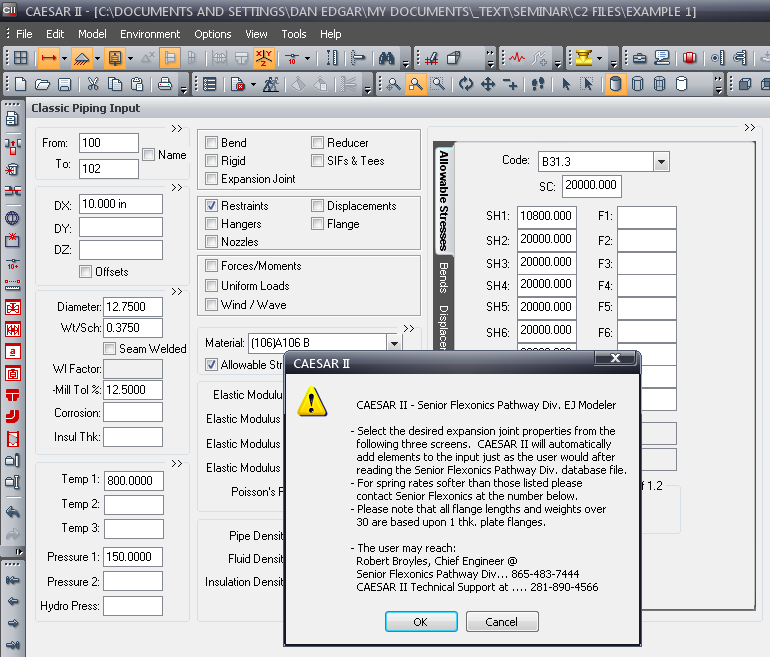 CAESAR II - [C:\DOCUMENTS AND SETTINGS\DAN EDGAR\MY DOCUMENTS\_TEXT\SEMINAR\C2 FILES\EXAMPLE 1]
File Edit Model Environment Options View Tools Help
Classic Piping Input
From: 100
To: 102
Name
DX: 10.000 in
DY:
DZ:
Offsets
Diameter: 12.7500
Wt/Sch: 0.3750
Seam Welded
Wl Factor:
-Mill Tol %: 12.5000
Corrosion:
Insul Thk:
Temp 1: 800.0000
Temp 2:
Temp 3:
Pressure 1: 150.0000
Pressure 2:
Hydro Press:
Bend Reducer
Rigid SIFs & Tees
Expansion Joint
Restraints Displacements
Hangers Flange
Nozzles
Forces/Moments
Uniform Loads
Wind / Wave
Material: (106)A106 B
Allowable Str
Elastic Modulu
Elastic Modulus
Elastic Modulus
Elastic Modulus
Poisson's F
Pipe Densit
Fluid Densit
Insulation Densit
Allowable Stresses
Bends
Displacer
Code: B31.3
SC: 20000.000
SH1: 10800.000 F1:
SH2: 20000.000 F2:
SH3: 20000.000 F3:
SH4: 20000.000 F4:
SH5: 20000.000 F5:
SH6: 20000.000 F6:
f 1.2
CAESAR II
CAESAR II - Senior Flexonics Pathway Div. EJ Modeler
- Select the desired expansion joint properties from the
following three screens. CAESAR II will automatically
add elements to the input just as the user would after
reading the Senior Flexonics Pathway Div. database file.
- For spring rates softer than those listed please
contact Senior Flexonics at the number below.
- Please note that all flange lengths and weights over
30 are based upon 1 thk. plate flanges.
- The user may reach:
Robert Broyles, Chief Engineer @
Senior Flexonics Pathway Div... 865-483-7444
CAESAR II Technical Support at .... 281-890-4566
OK Cancel